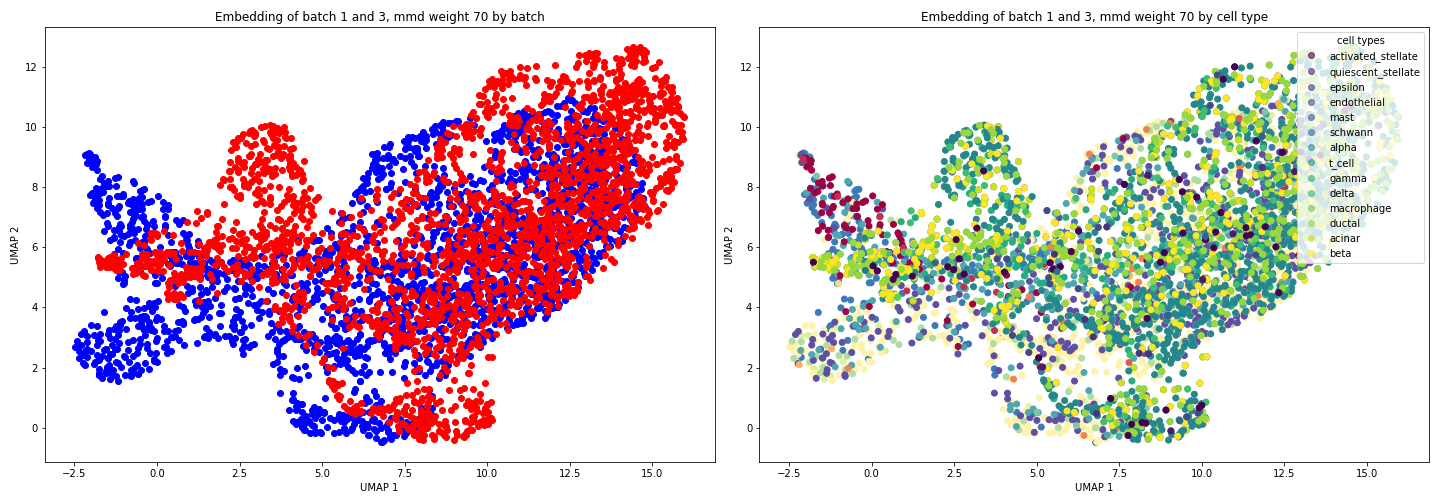 Embedding of batch 1 and 3, mmd weight 70 by batch
12
10
8
6
4
2
0
UMAP 2
−2.5
0.0
2.5
5.0
7.5
10.0
12.5
15.0
UMAP 1
Embedding of batch 1 and 3, mmd weight 70 by cell type
cell types
activated_stellate
quiescent_stellate
epsilon
endothelial
mast
schwann
alpha
t_cell
gamma
delta
macrophage
ductal
acinar
beta
12
10
8
6
4
2
0
UMAP 2
−2.5
0.0
2.5
5.0
7.5
10.0
12.5
15.0
UMAP 1